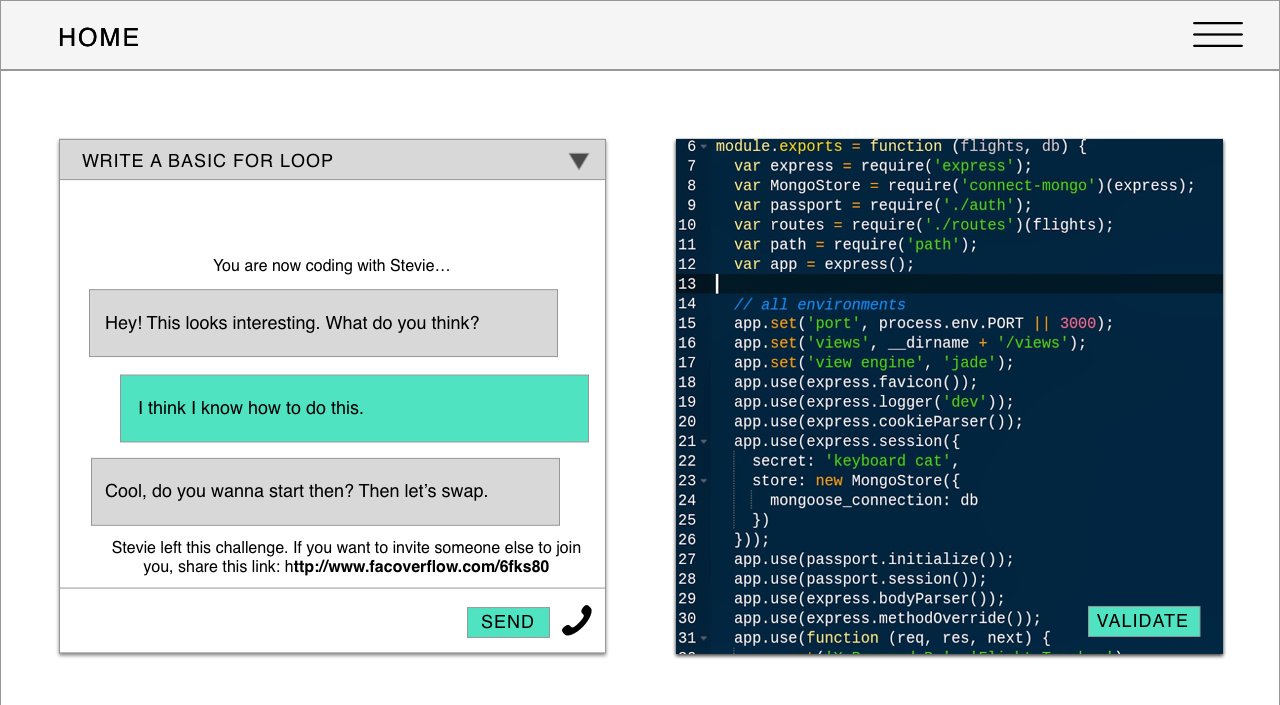 HOME
WRITE A BASIC FOR LOOP
You are now coding with Stevie…
Hey! This looks interesting. What do you think?
I think I know how to do this.
Cool, do you wanna start then? Then let’s swap.
Stevie left this challenge. If you want to invite someone else to join
you, share this link: http://www.facoverflow.com/6fks80
SEND
6 module.exports = function (flights, db) {
7 var express = require('express');
8 var MongoStore = require('connect-mongo')(express);
9 var passport = require('./auth');
10 var routes = require('./routes')(flights);
11 var path = require('path');
12 var app = express();
13
14 // all environments
15 app.set('port', process.env.PORT || 3000);
16 app.set('views', __dirname + '/views');
17 app.set('view engine', 'jade');
18 app.use(express.favicon());
19 app.use(express.logger('dev'));
20 app.use(express.cookieParser());
21 app.use(express.session({
22 secret: 'keyboard cat',
23 store: new MongoStore({
24 mongoose_connection: db
25 })
26 }));
27 app.use(passport.initialize());
28 app.use(passport.session());
29 app.use(express.bodyParser());
30 app.use(express.methodOverride());
31 app.use(function (req, res, next) {
VALIDATE